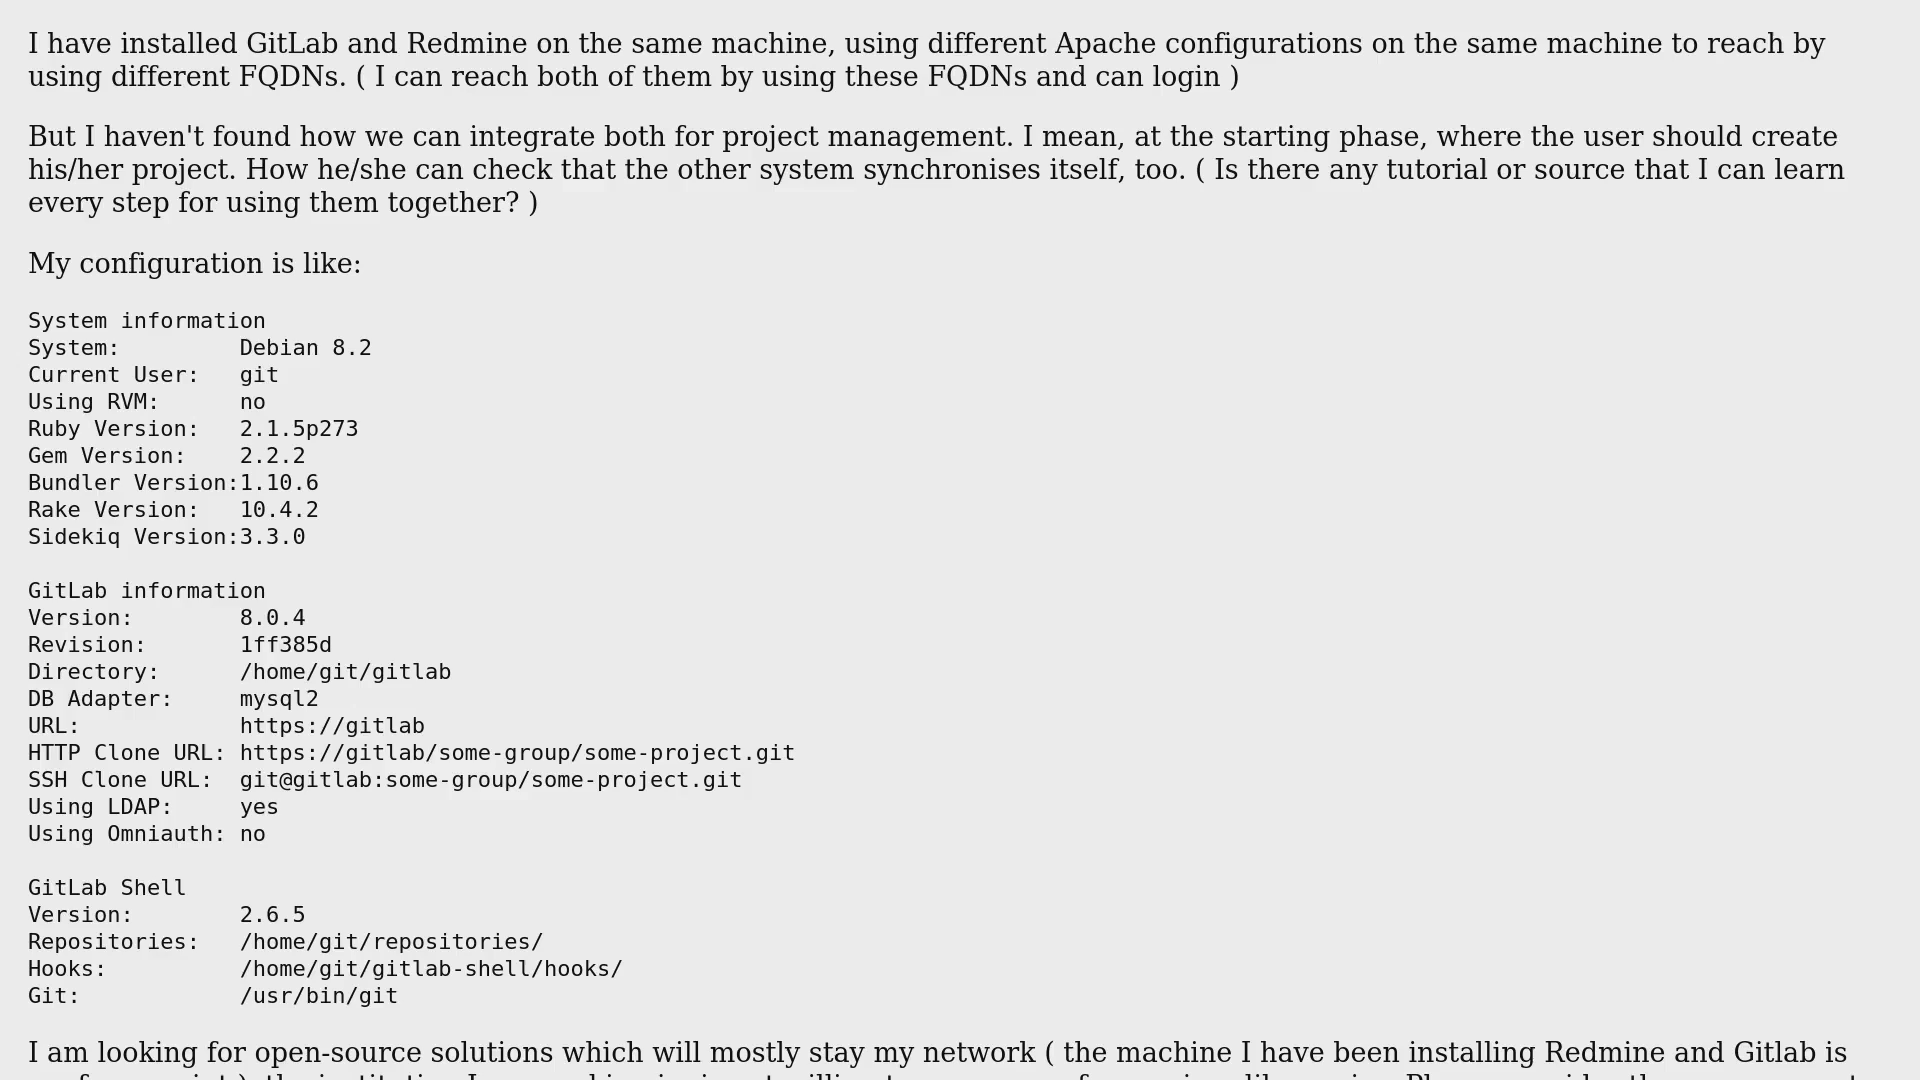 I have installed GitLab and Redmine on the same machine, using different Apache configurations on the same machine to reach by
using different FQDNs. ( I can reach both of them by using these FQDNs and can login )
But I haven't found how we can integrate both for project management. I mean, at the starting phase, where the user should create
his/her project. How he/she can check that the other system synchronises itself, too. ( Is there any tutorial or source that I can learn
every step for using them together? )
My configuration is like:
System information
System:         Debian 8.2
Current User:   git
Using RVM:      no
Ruby Version:   2.1.5p273
Gem Version:    2.2.2
Bundler Version:1.10.6
Rake Version:   10.4.2
Sidekiq Version:3.3.0
GitLab information
Version:        8.0.4
Revision:       1ff385d
Directory:      /home/git/gitlab
DB Adapter:     mysql2
URL:            https://gitlab
HTTP Clone URL: https://gitlab/some-group/some-project.git
SSH Clone URL:  git@gitlab:some-group/some-project.git
Using LDAP:     yes
Using Omniauth: no
GitLab Shell
Version:        2.6.5
Repositories:   /home/git/repositories/
Hooks:          /home/git/gitlab-shell/hooks/
Git:            /usr/bin/git
I am looking for open-source solutions which will mostly stay my network ( the machine I have been installing Redmine and Gitlab is